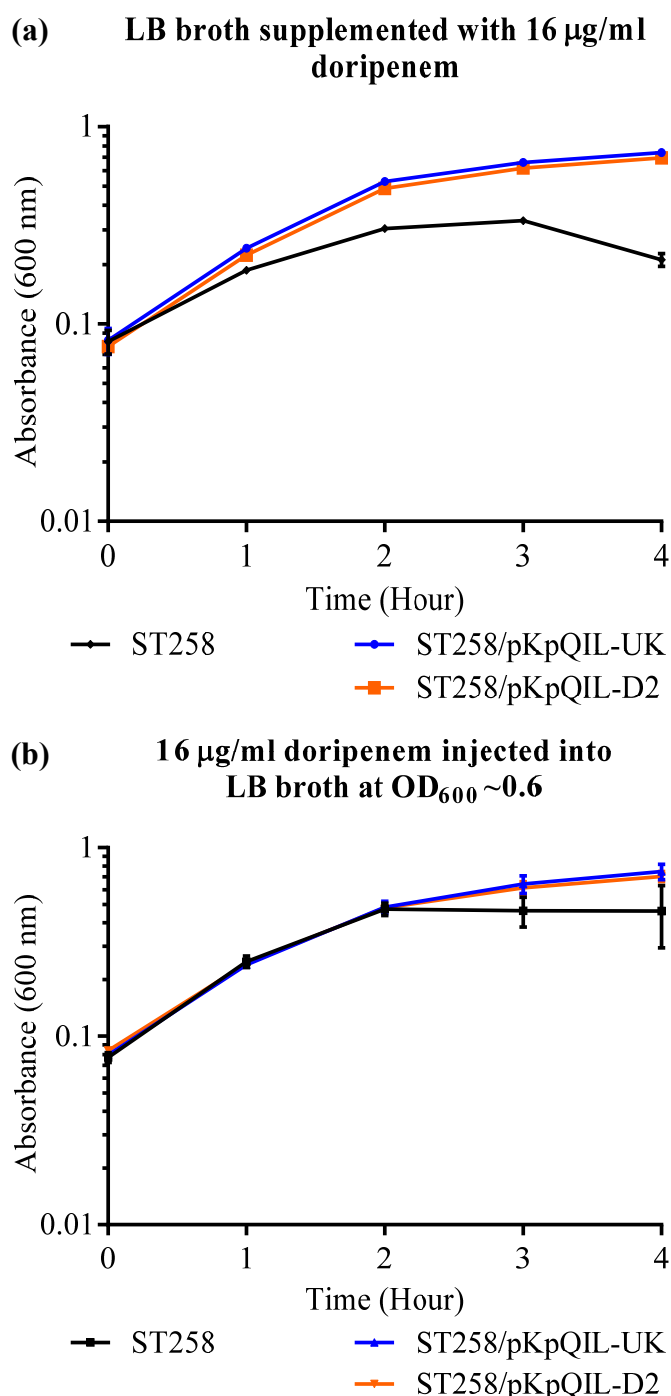 (a) LB broth supplemented with 16 μg/ml
doripenem
1
0.1
0.01
Absorbance (600 nm)
0 1 2 3 4
Time (Hour)
ST258 ST258/pKpQIL-UK
ST258/pKpQIL-D2
(b) 16 μg/ml doripenem injected into
LB broth at OD600 ~0.6
1
0.1
0.01
Absorbance (600 nm)
0 1 2 3 4
Time (Hour)
ST258 ST258/pKpQIL-UK
ST258/pKpQIL-D2